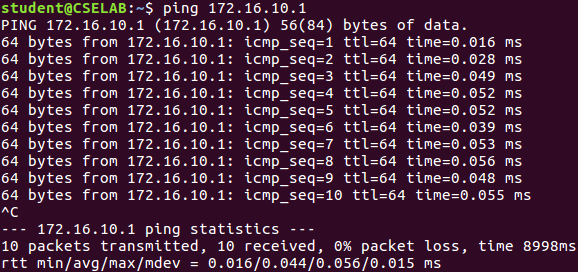 student@CSELAB:~$ ping 172.16.10.1
PING 172.16.10.1 (172.16.10.1) 56(84) bytes of data.
64 bytes from 172.16.10.1: icmp_seq=1 ttl=64 time=0.016 ms
64 bytes from 172.16.10.1: icmp_seq=2 ttl=64 time=0.028 ms
64 bytes from 172.16.10.1: icmp_seq=3 ttl=64 time=0.049 ms
64 bytes from 172.16.10.1: icmp_seq=4 ttl=64 time=0.052 ms
64 bytes from 172.16.10.1: icmp_seq=5 ttl=64 time=0.052 ms
64 bytes from 172.16.10.1: icmp_seq=6 ttl=64 time=0.039 ms
64 bytes from 172.16.10.1: icmp_seq=7 ttl=64 time=0.053 ms
64 bytes from 172.16.10.1: icmp_seq=8 ttl=64 time=0.056 ms
64 bytes from 172.16.10.1: icmp_seq=9 ttl=64 time=0.048 ms
64 bytes from 172.16.10.1: icmp_seq=10 ttl=64 time=0.055 ms
^C
--- 172.16.10.1 ping statistics ---
10 packets transmitted, 10 received, 0% packet loss, time 8998ms
rtt min/avg/max/mdev = 0.016/0.044/0.056/0.015 ms